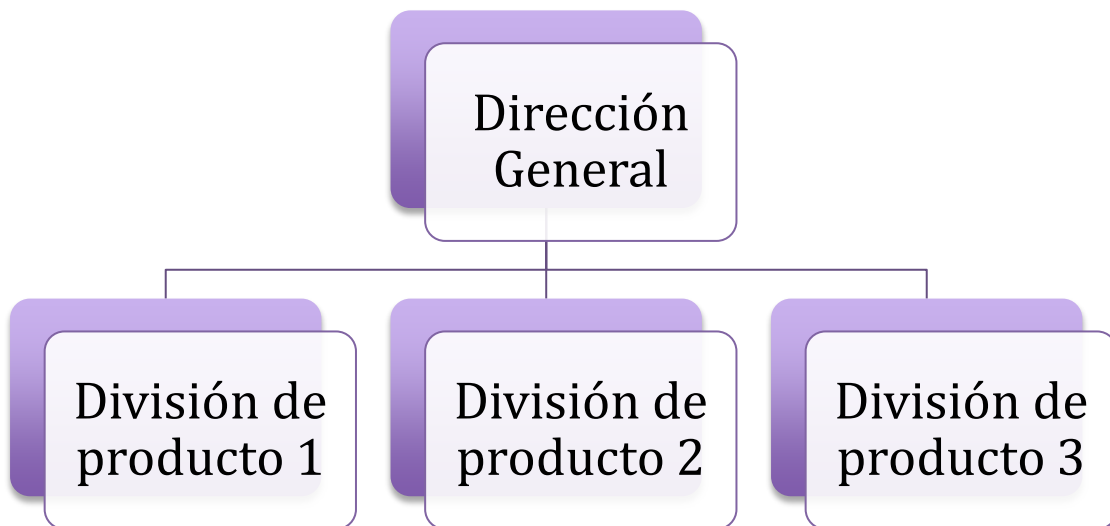 Dirección
General
División de
producto 1
División de
producto 2
División de
producto 3